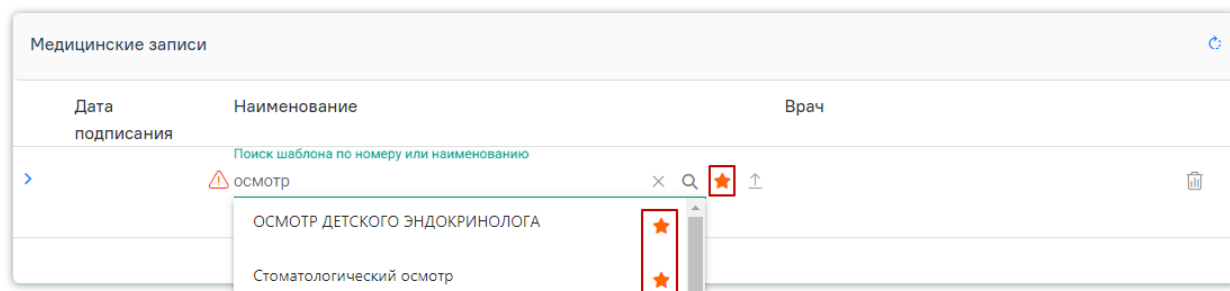 Медицинские записи
Дата подписания
Наименование
Врач
Поиск шаблона по номеру или наименованию
осмотр
ОСМОТР ДЕТСКОГО ЭНДОКРИНОЛОГА
Стоматологический осмотр